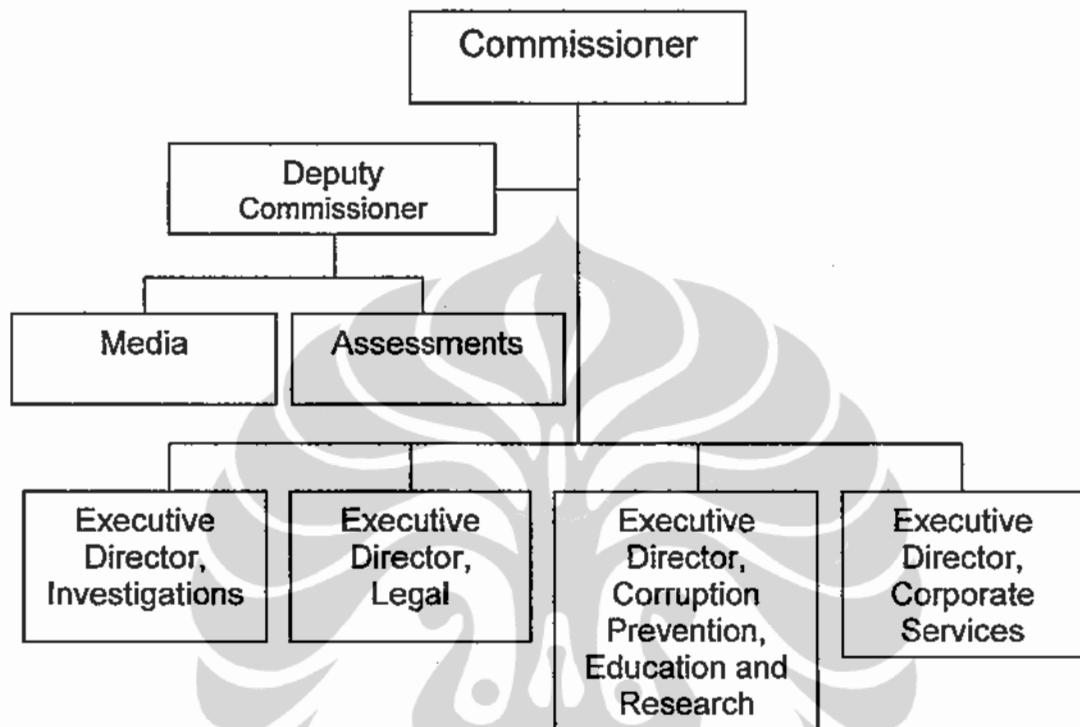 Commissioner
Deputy
Commissioner
Media
Assessments
Executive
Director,
Investigations
Executive
Director,
Legal
Executive
Director,
Corruption
Prevention,
Education and
Research
Executive
Director,
Corporate
Services